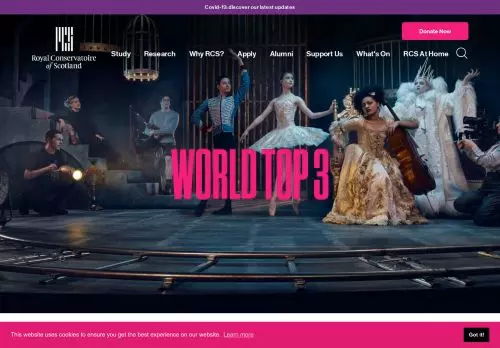 Covid-19: discover our latest updates
Donate Now
RCS
Royal Conservatoire
of Scotland
Study Research Why RCS? Apply Alumni Support Us What's On RCS At Home
WORLD TOP 3
This website uses cookies to ensure you get the best experience on our website. Learn more
Got it!